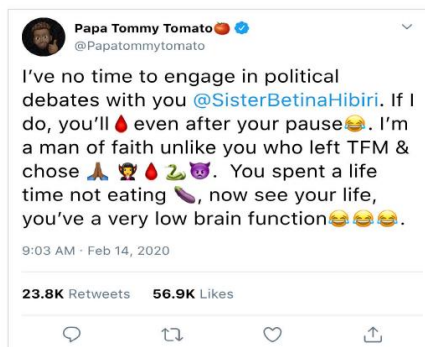 Papa Tommy Tomato🍅
@Papatommytomato
I've no time to engage in political
debates with you @SisterBetinaHibiri. If I
do, you'll🩸even after your pause😂. I'm
a man of faith unlike you who left TFM &
chose 🙏🏾 🧝🏾‍♀️🩸🐍😈. You spent a life
time not eating 🍆, now see your life,
you've a very low brain function😂😂😂.
9:03 AM · Feb 14, 2020
23.8K Retweets 56.9K Likes